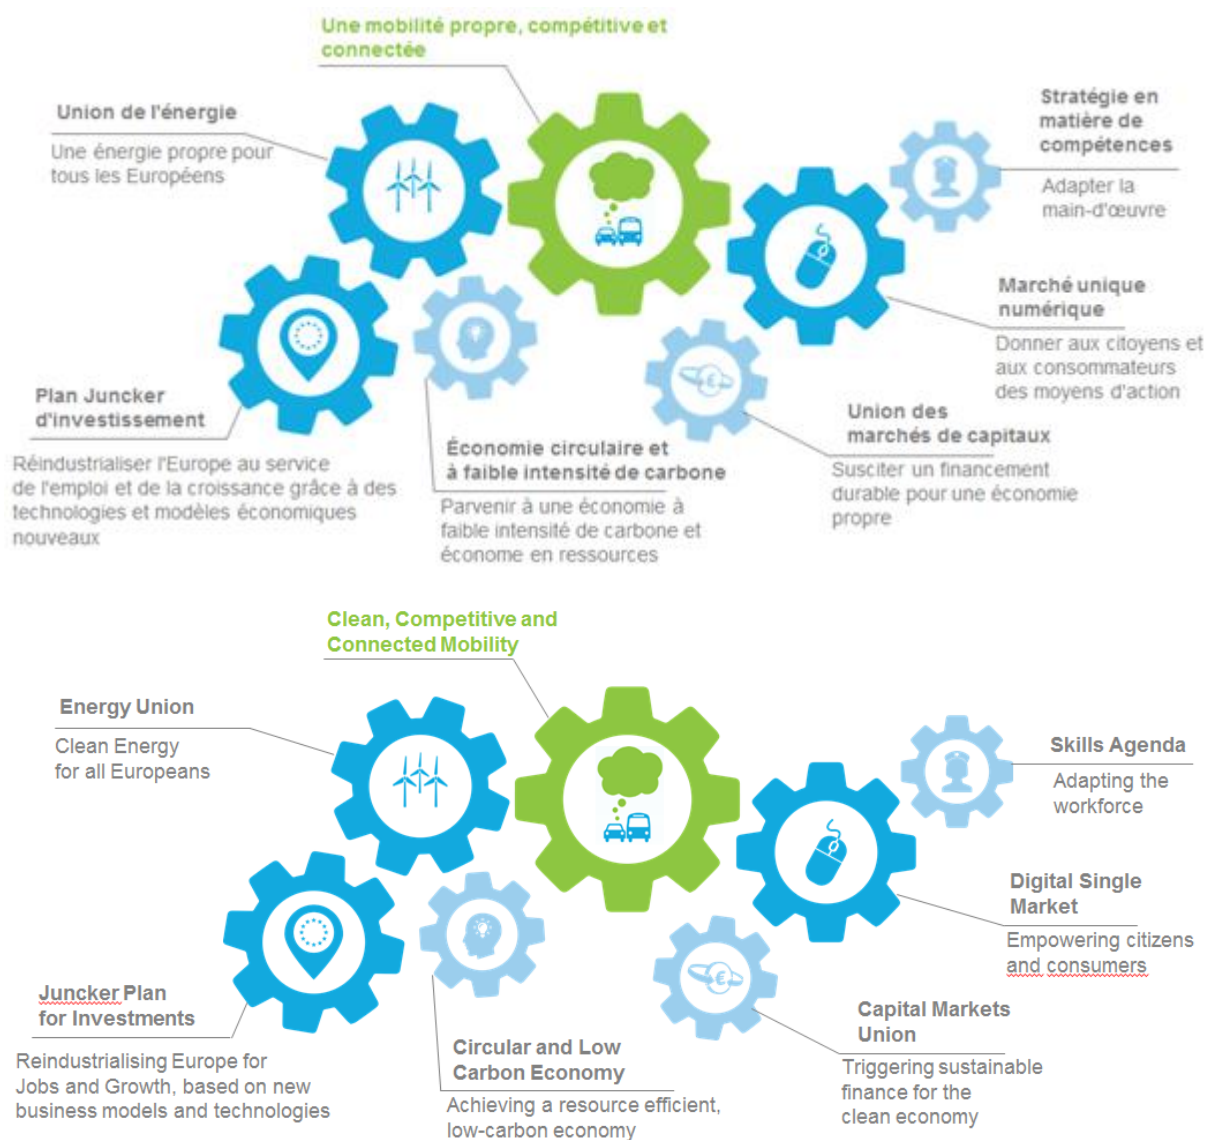 Une mobilité propre, compétitive et
connectée
Union de l'énergie
Une énergie propre pour
tous les Européens
Stratégie en
matière de
compétences
Adapter la
main-d'œuvre
Marché unique
numérique
Donner aux citoyens et
aux consommateurs
des moyens d'action
Plan Juncker
d'investissement
Réindustrialiser l'Europe au service
de l'emploi et de la croissance grâce à des
technologies et modèles économiques
nouveaux
Économie circulaire et
à faible intensité de carbone
Parvenir à une économie à
faible intensité de carbone et
économe en ressources
Union des
marchés de capitaux
Susciter un financement
durable pour une économie
propre
Clean, Competitive and
Connected Mobility
Energy Union
Clean Energy
for all Europeans
Skills Agenda
Adapting the
workforce
Digital Single
Market
Empowering citizens
and consumers
Juncker Plan
for Investments
Reindustrialising Europe for
Jobs and Growth, based on new
business models and technologies
Circular and Low
Carbon Economy
Achieving a resource efficient,
low-carbon economy
Capital Markets
Union
Triggering sustainable
finance for the
clean economy